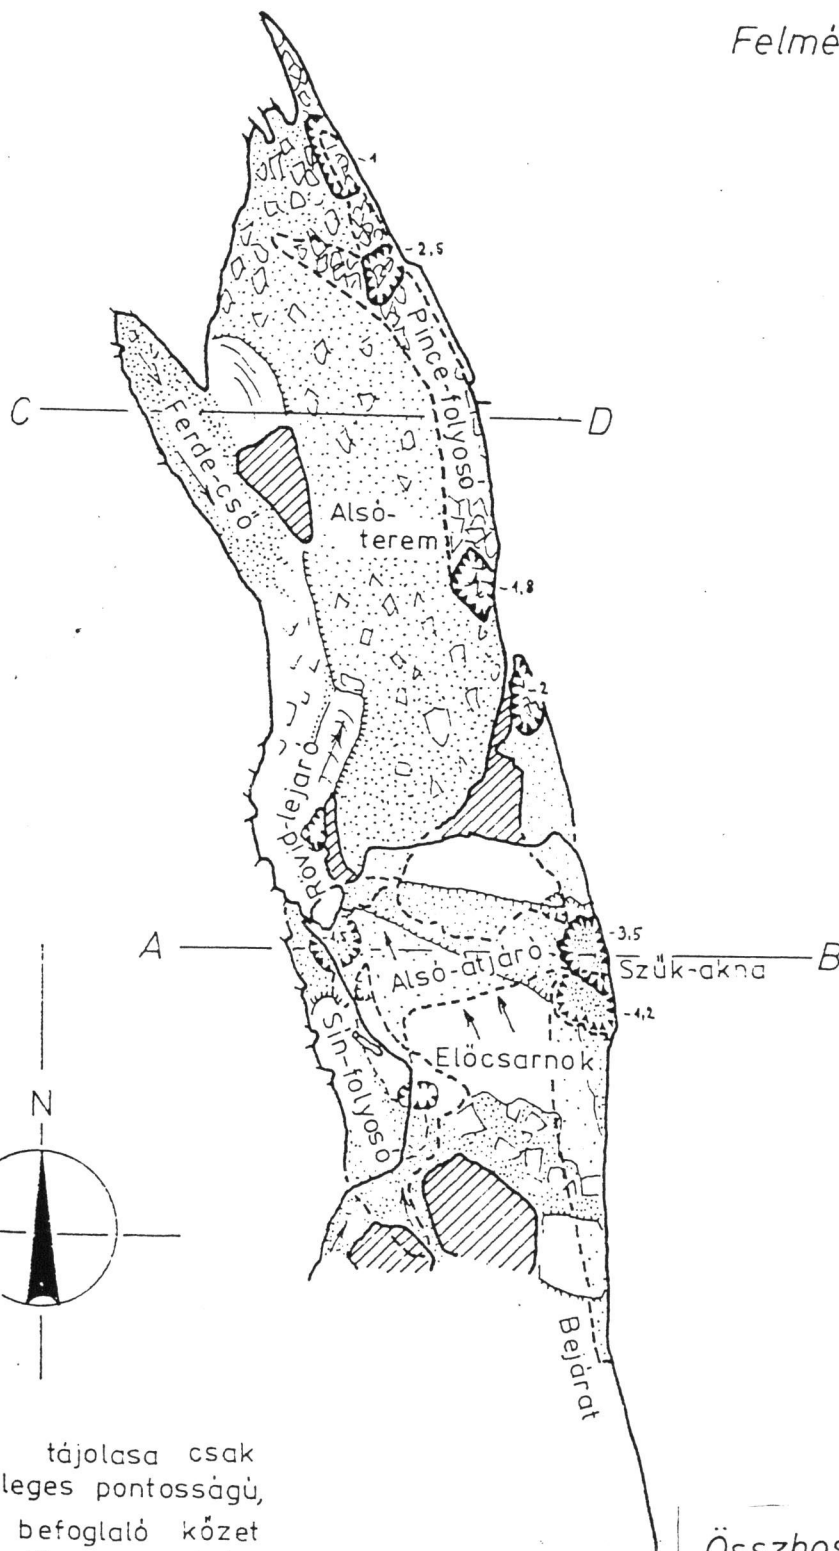 Felmé
-1
-2,5
Pince-folyosó
C
D
Ferde-cső
Alsó-
terem
-1,8
-2
Rövid-lejáró
A
-3,5
B
Alsó-átjáró
Szűk-akna
-1,2
Előcsarnok
Sín-folyosó
N
Bejárat
tájolasa csak
leges pontosságú,
befoglaló kőzet
Összhos